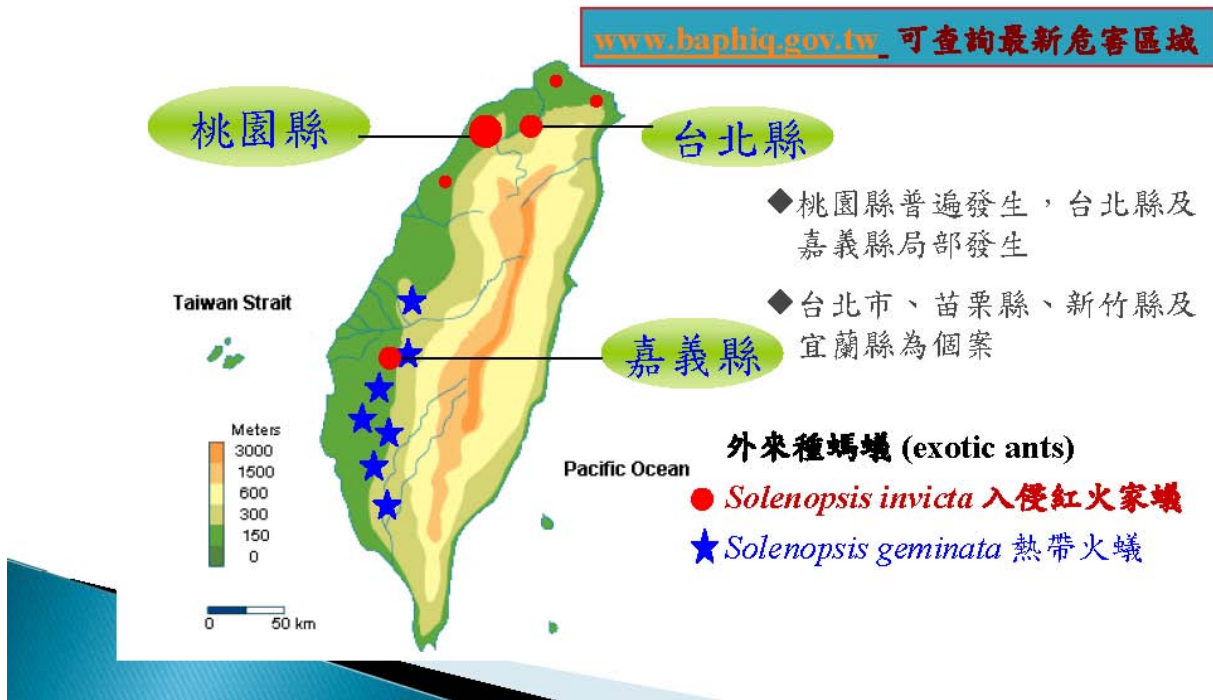 www.baphiq.gov.tw 可查詢最新危害區域
桃園縣
台北縣
◆桃園縣普遍發生，台北縣及
嘉義縣局部發生
◆台北市、苗栗縣、新竹縣及
宜蘭縣為個案
Taiwan Strait
嘉義縣
Meters
3000
1500
600
300
150
0
Pacific Ocean
外來種螞蟻 (exotic ants)
Solenopsis invicta 入侵紅火家蟻
Solenopsis geminata 熱帶火蟻
0 50 km